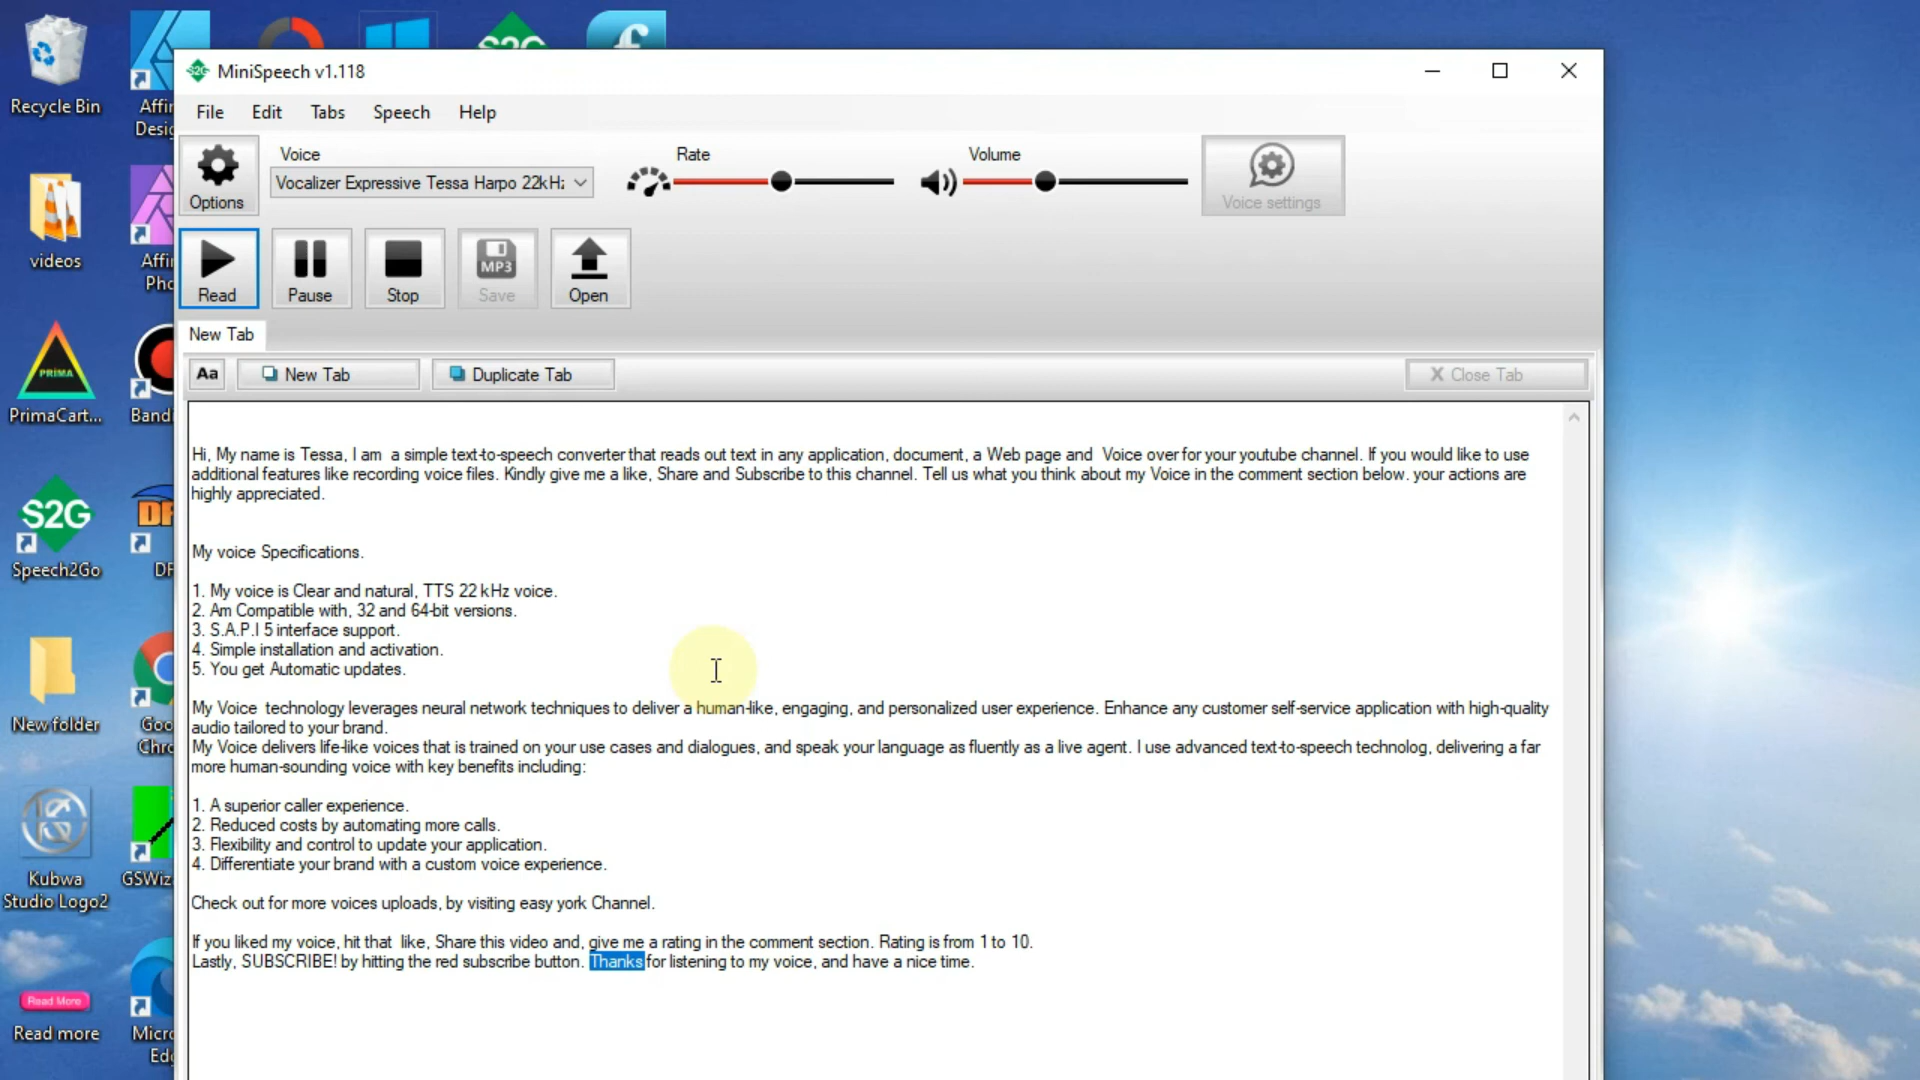 MiniSpeech v1.118
File Edit Tabs Speech Help
Options
Voice
Vocalizer Expressive Tessa Harpo 22kHz
Rate
Volume
Voice settings
Read
Pause
Stop
MP3
Save
Open
New Tab
Aa
New Tab
Duplicate Tab
X Close Tab
Hi, My name is Tessa, I am a simple text-to-speech converter that reads out text in any application, document, a Web page and Voice over for your youtube channel. If you would like to use
additional features like recording voice files. Kindly give me a like, Share and Subscribe to this channel. Tell us what you think about my Voice in the comment section below. your actions are
highly appreciated.
My voice Specifications.
1. My voice is Clear and natural, TTS 22 kHz voice.
2. Am Compatible with, 32 and 64-bit versions.
3. S.A.P.I 5 interface support.
4. Simple installation and activation.
5. You get Automatic updates.
My Voice technology leverages neural network techniques to deliver a human-like, engaging, and personalized user experience. Enhance any customer self-service application with high-quality
audio tailored to your brand.
My Voice delivers life-like voices that is trained on your use cases and dialogues, and speak your language as fluently as a live agent. I use advanced text-to-speech technolog, delivering a far
more human-sounding voice with key benefits including:
1. A superior caller experience.
2. Reduced costs by automating more calls.
3. Flexibility and control to update your application.
4. Differentiate your brand with a custom voice experience.
Check out for more voices uploads, by visiting easy york Channel.
If you liked my voice, hit that like, Share this video and, give me a rating in the comment section. Rating is from 1 to 10.
Lastly, SUBSCRIBE! by hitting the red subscribe button. Thanks for listening to my voice, and have a nice time.
Recycle Bin
videos
PRIMA
PrimaCart...
S2G
Speech2Go
New folder
Kubwa
Studio Logo2
Read More
Read more
Affi
Desi
Affi
Pho
Bandi
DF
DF
Goo
Chro
GSWiz
Micr
Ed